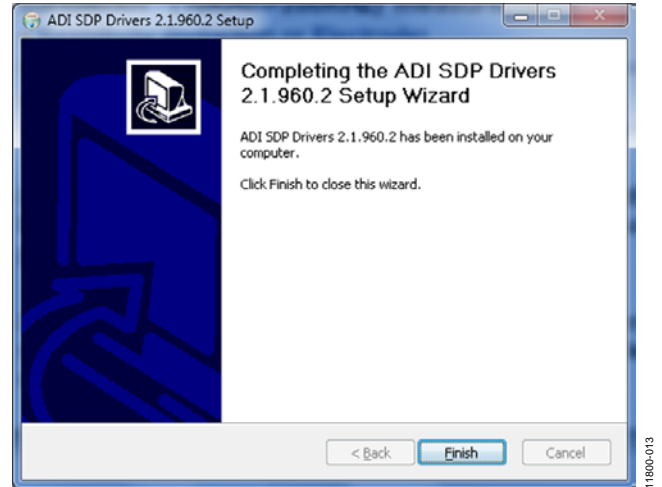 ADI SDP Drivers 2.1.960.2 Setup
Completing the ADI SDP Drivers
2.1.960.2 Setup Wizard
ADI SDP Drivers 2.1.960.2 has been installed on your
computer.
Click Finish to close this wizard.
< Back
Finish
Cancel
11800-013